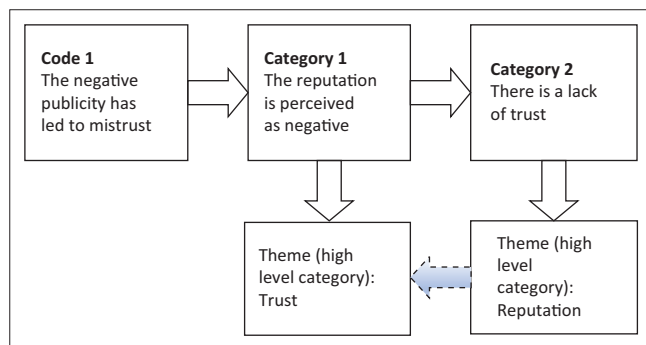 Code 1
The negative
publicity has
led to mistrust
Category 1
The reputation
is perceived
as negative
Category 2
There is a lack
of trust
Theme (high
level category):
Trust
Theme (high
level
category):
Reputation